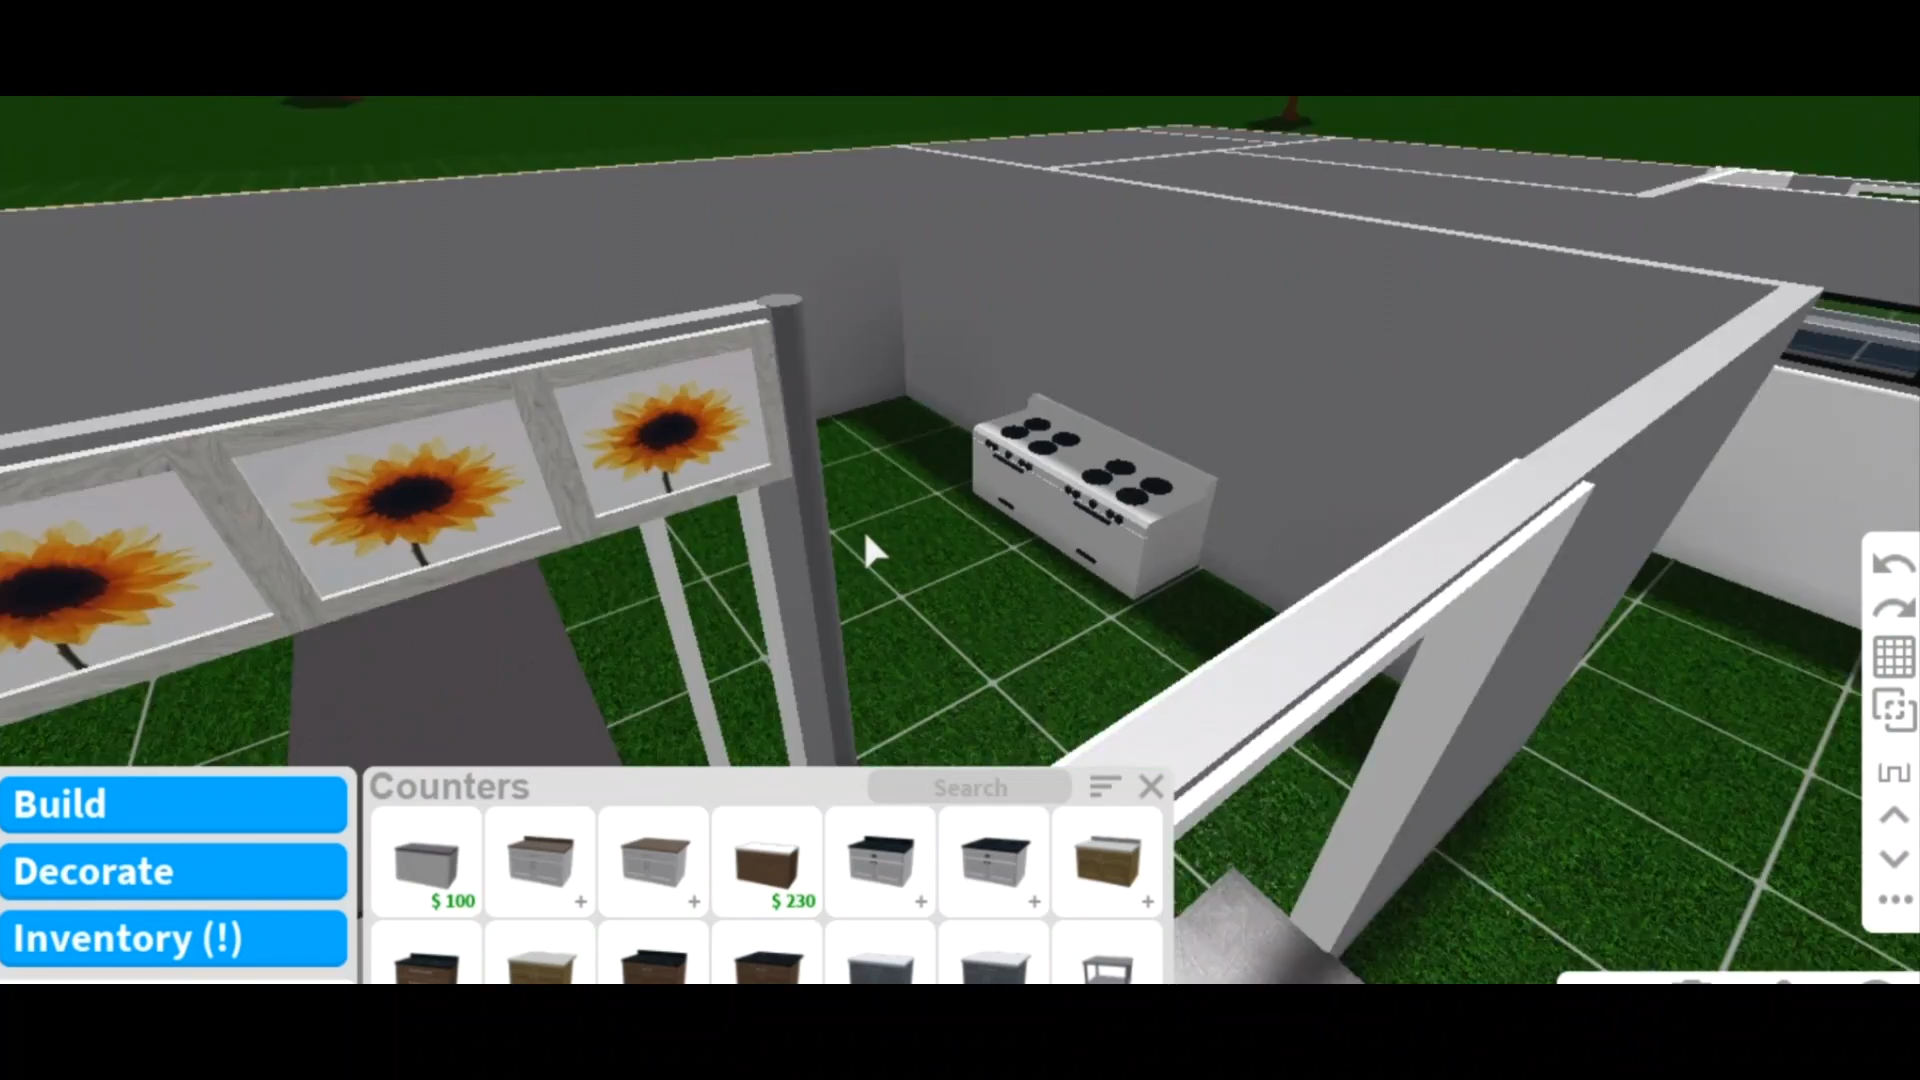 Build
Decorate
Inventory (!)
Counters
Search
$ 100
$ 230